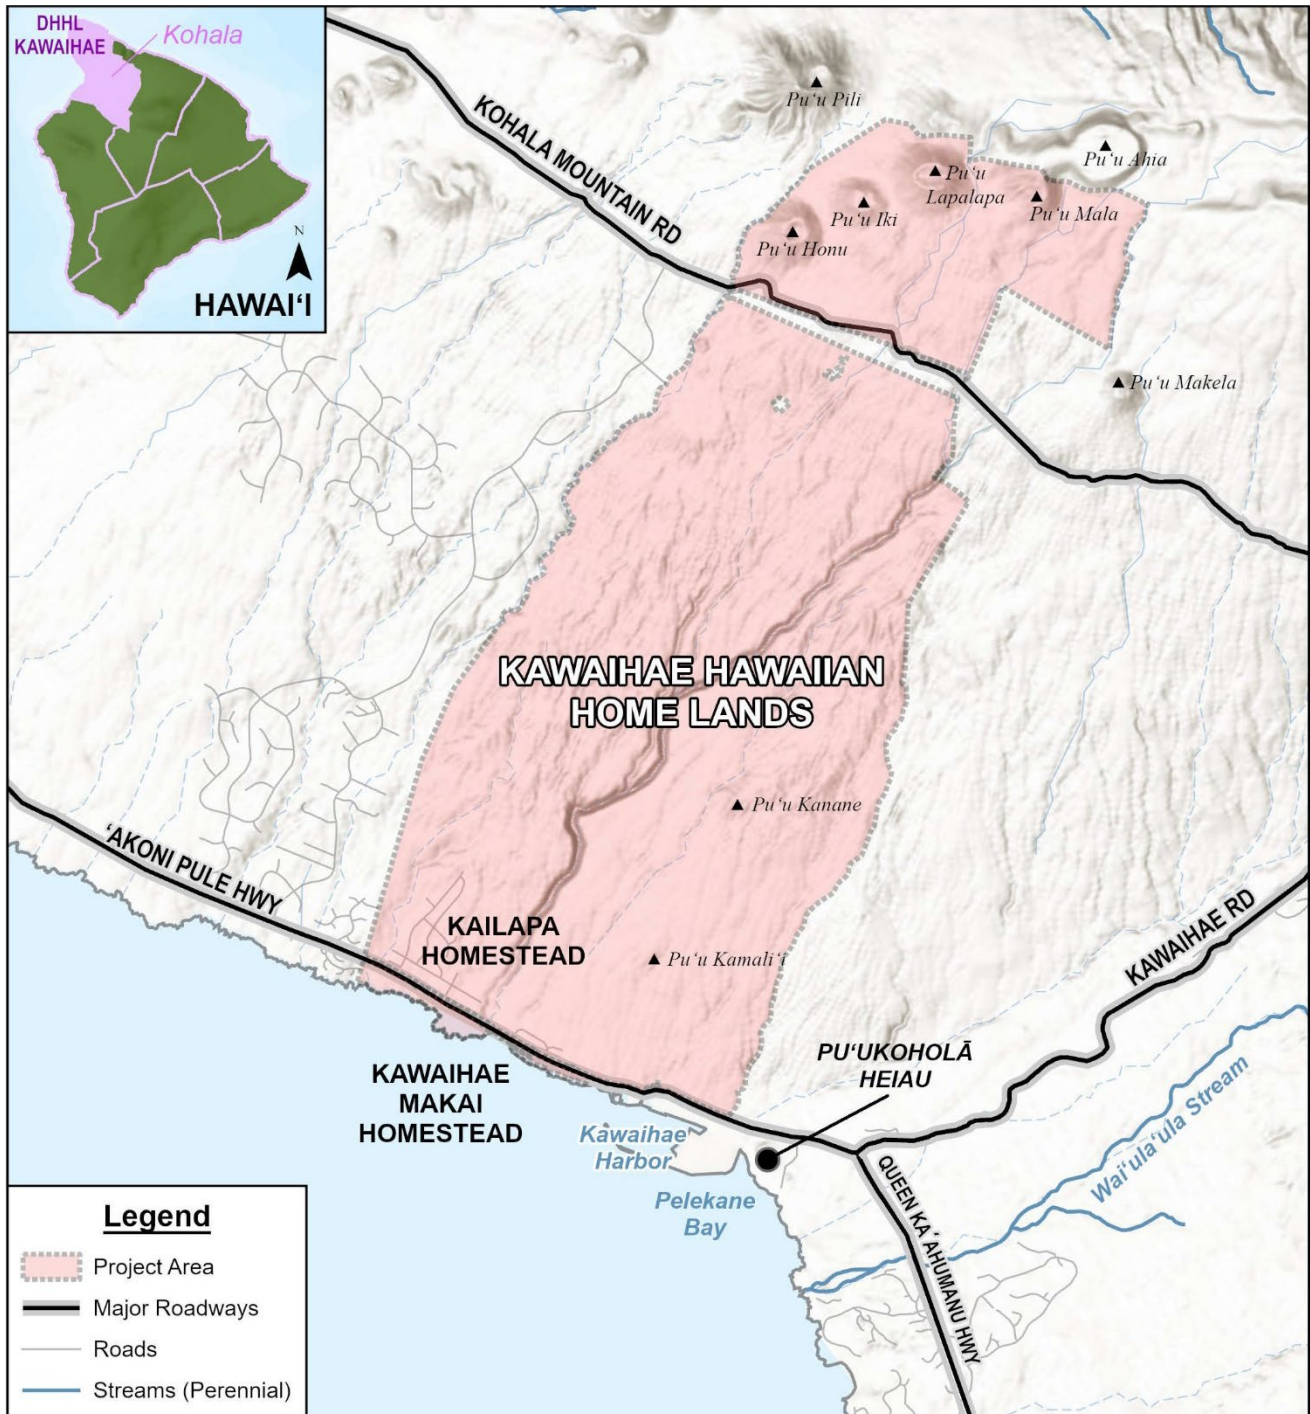 DHHL
KAWAIHAE
Kohala
N
HAWAIʻI
KOHALA MOUNTAIN RD
Puʻu Pili
Puʻu Ahia
Puʻu
Lapalapa
Puʻu Iki
Puʻu Mala
Puʻu Honu
Puʻu Makela
KAWAIHAE HAWAIIAN
HOME LANDS
Puʻu Kanane
ʻAKONI PULE HWY
KAILAPA
HOMESTEAD
Puʻu Kamaliʻi
KAWAIHAE RD
PUʻUKOHOLĀ
HEIAU
KAWAIHAE
MAKAI
HOMESTEAD
Kawaihae
Harbor
Pelekane
Bay
Waiʻulaʻula Stream
QUEEN KAʻAHUMANU HWY
Legend
Project Area
Major Roadways
Roads
Streams (Perennial)